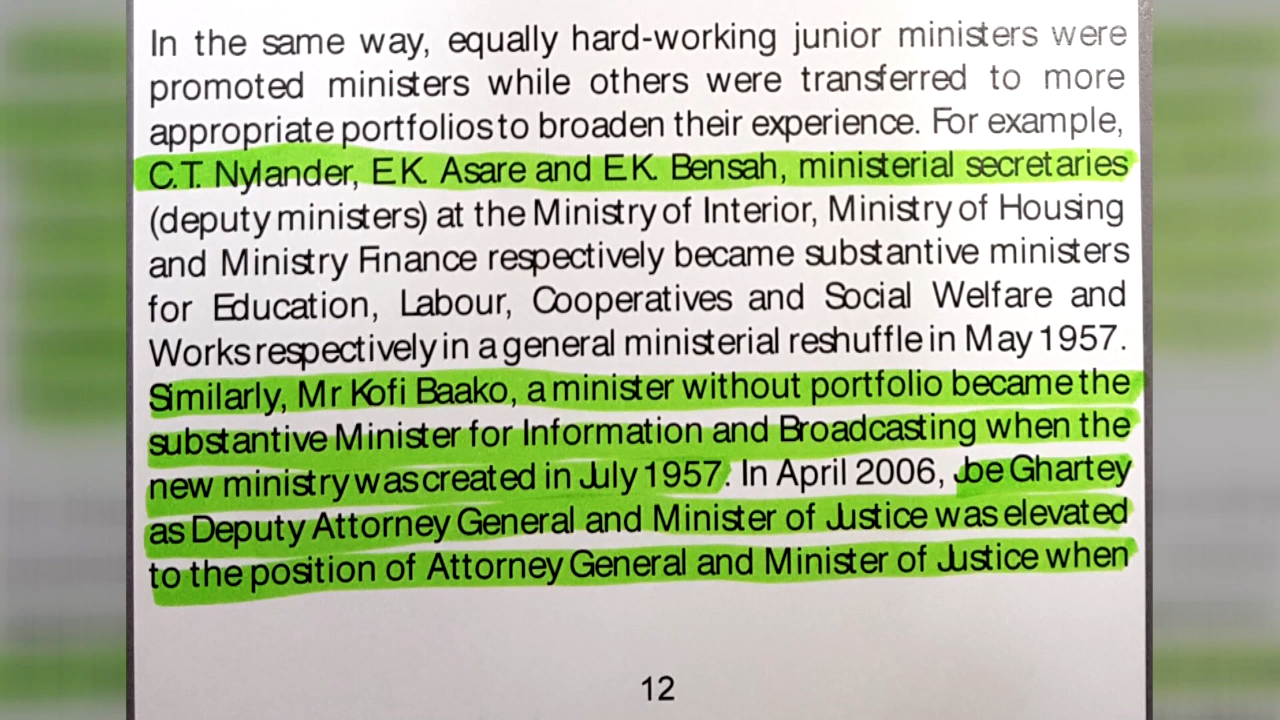 In the same way, equally hard-working junior ministers were
promoted ministers while others were transferred to more
appropriate portfolios to broaden their experience. For example,
C.T. Nylander, E.K. Asare and E.K. Bensah, ministerial secretaries
(deputy ministers) at the Ministry of Interior, Ministry of Housing
and Ministry Finance respectively became substantive ministers
for Education, Labour, Cooperatives and Social Welfare and
Works respectively in a general ministerial reshuffle in May 1957.
Similarly, Mr Kofi Baako, a minister without portfolio became the
substantive Minister for Information and Broadcasting when the
new ministry was created in July 1957. In April 2006, Joe Ghartey
as Deputy Attorney General and Minister of Justice was elevated
to the position of Attorney General and Minister of Justice when
12